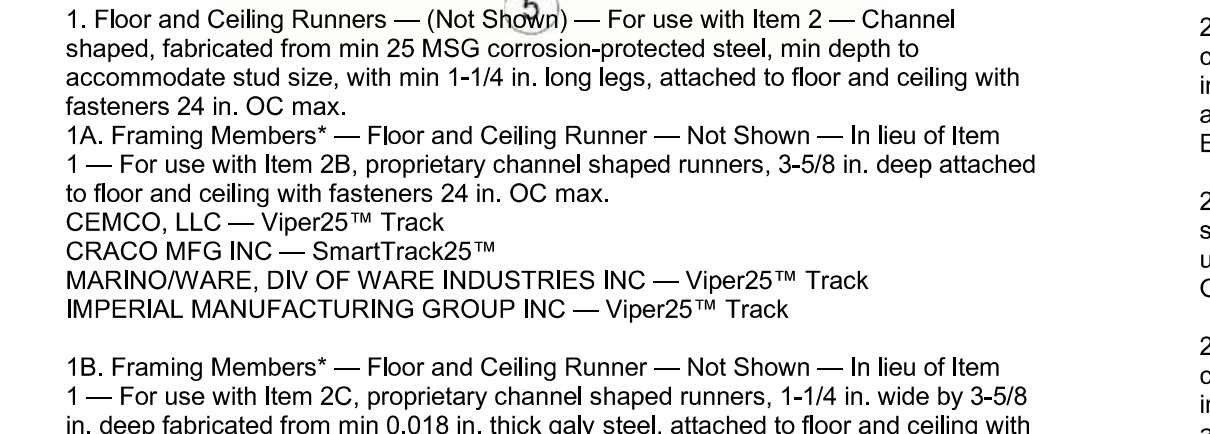 5
1. Floor and Ceiling Runners — (Not Shown) — For use with Item 2 — Channel
shaped, fabricated from min 25 MSG corrosion-protected steel, min depth to
accommodate stud size, with min 1-1/4 in. long legs, attached to floor and ceiling with
fasteners 24 in. OC max.
1A. Framing Members* — Floor and Ceiling Runner — Not Shown — In lieu of Item
1 — For use with Item 2B, proprietary channel shaped runners, 3-5/8 in. deep attached
to floor and ceiling with fasteners 24 in. OC max.
CEMCO, LLC — Viper25™ Track
CRACO MFG INC — SmartTrack25™
MARINO/WARE, DIV OF WARE INDUSTRIES INC — Viper25™ Track
IMPERIAL MANUFACTURING GROUP INC — Viper25™ Track
1B. Framing Members* — Floor and Ceiling Runner — Not Shown — In lieu of Item
1 — For use with Item 2C, proprietary channel shaped runners, 1-1/4 in. wide by 3-5/8
in. deep fabricated from min 0.018 in. thick galv steel, attached to floor and ceiling with